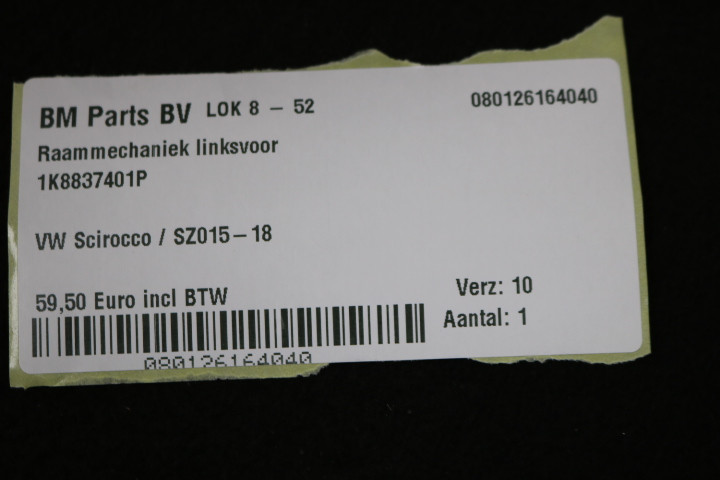 BM Parts BV LOK 8 - 52 080126164040
Raammechaniek linksvoor
1K8837401P
VW Scirocco / SZ015-18
59,50 Euro incl BTW
Verz: 10
Aantal: 1
080126164040